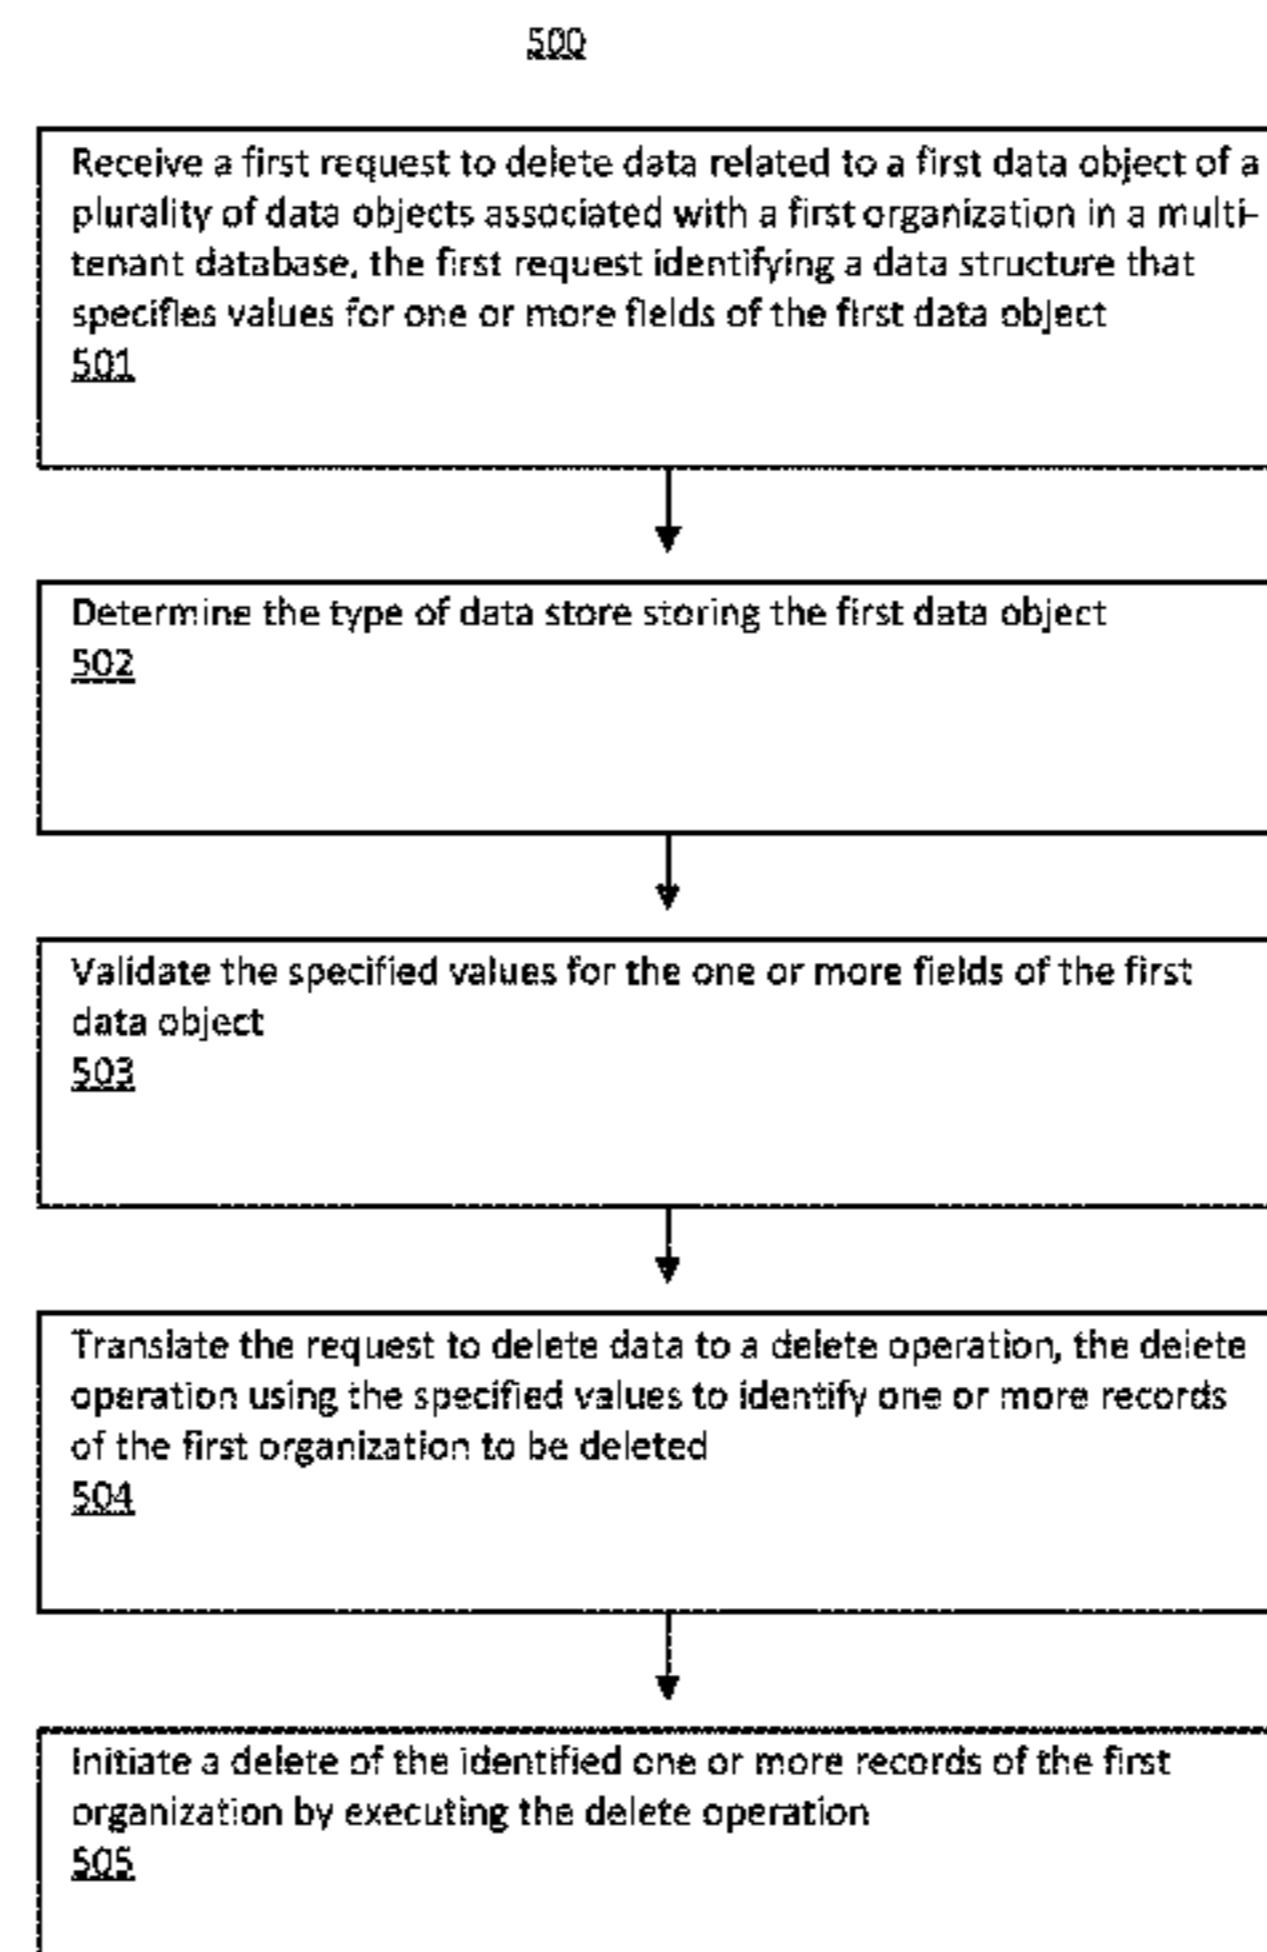 500
Receive a first request to delete data related to a first data object of a
plurality of data objects associated with a first organization in a multi-
tenant database, the first request identifying a data structure that
specifies values for one or more fields of the first data object
501
Determine the type of data store storing the first data object
502
Validate the specified values for the one or more fields of the first
data object
503
Translate the request to delete data to a delete operation, the delete
operation using the specified values to identify one or more records
of the first organization to be deleted
504
Initiate a delete of the identified one or more records of the first
organization by executing the delete operation
505